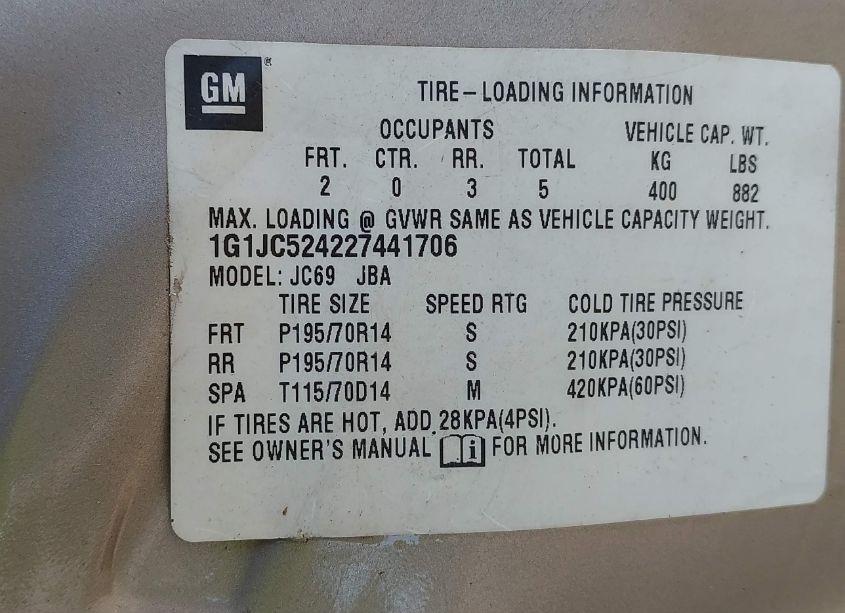 GM ®
TIRE–LOADING INFORMATION
OCCUPANTS VEHICLE CAP. WT.
FRT. CTR. RR. TOTAL KG LBS
2 0 3 5 400 882
MAX. LOADING @ GVWR SAME AS VEHICLE CAPACITY WEIGHT.
1G1JC524227441706
MODEL: JC69 JBA
TIRE SIZE SPEED RTG COLD TIRE PRESSURE
FRT P195/70R14 S 210KPA(30PSI)
RR P195/70R14 S 210KPA(30PSI)
SPA T115/70D14 M 420KPA(60PSI)
IF TIRES ARE HOT, ADD 28KPA(4PSI).
SEE OWNER'S MANUAL i FOR MORE INFORMATION.